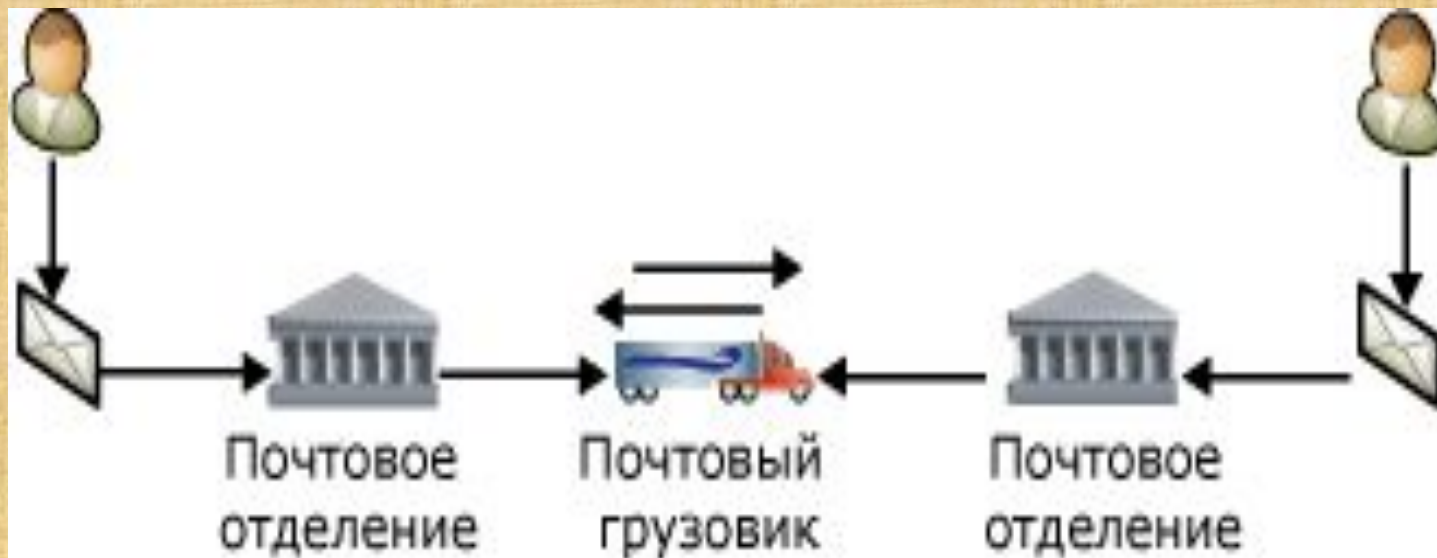 Почтовое отделение
Почтовый грузовик
Почтовое отделение